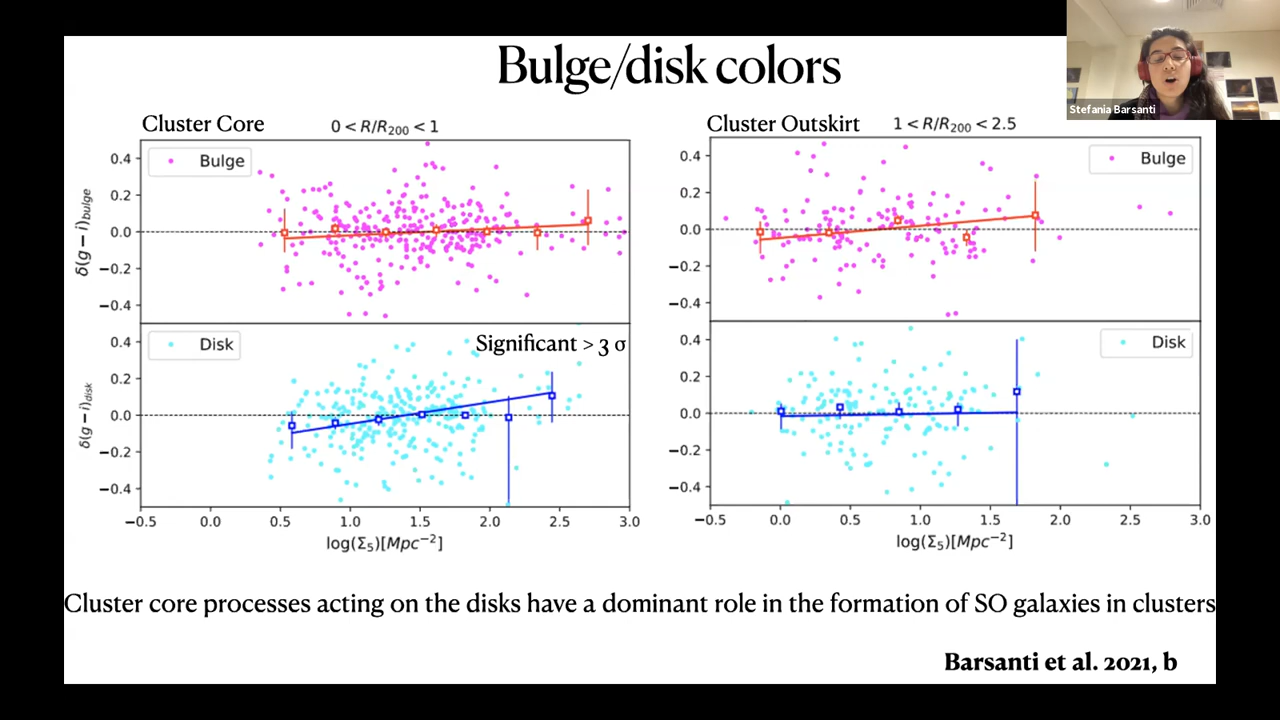 Bulge/disk colors
Stefania Barsanti
Cluster Core
0 < R/R₂₀₀ < 1
Cluster Outskirt
1 < R/R₂₀₀ < 2.5
Bulge
0.4
0.2
0.0
−0.2
−0.4
δ(g − i)bulge
Bulge
0.4
0.2
0.0
−0.2
−0.4
Disk
Significant > 3 σ
0.4
0.2
0.0
−0.2
−0.4
δ(g − i)disk
Disk
0.4
0.2
0.0
−0.2
−0.4
−0.5 0.0 0.5 1.0 1.5 2.0 2.5 3.0
log(Σ₅)[Mpc⁻²]
−0.5 0.0 0.5 1.0 1.5 2.0 2.5 3.0
log(Σ₅)[Mpc⁻²]
Cluster core processes acting on the disks have a dominant role in the formation of S0 galaxies in clusters
Barsanti et al. 2021, b